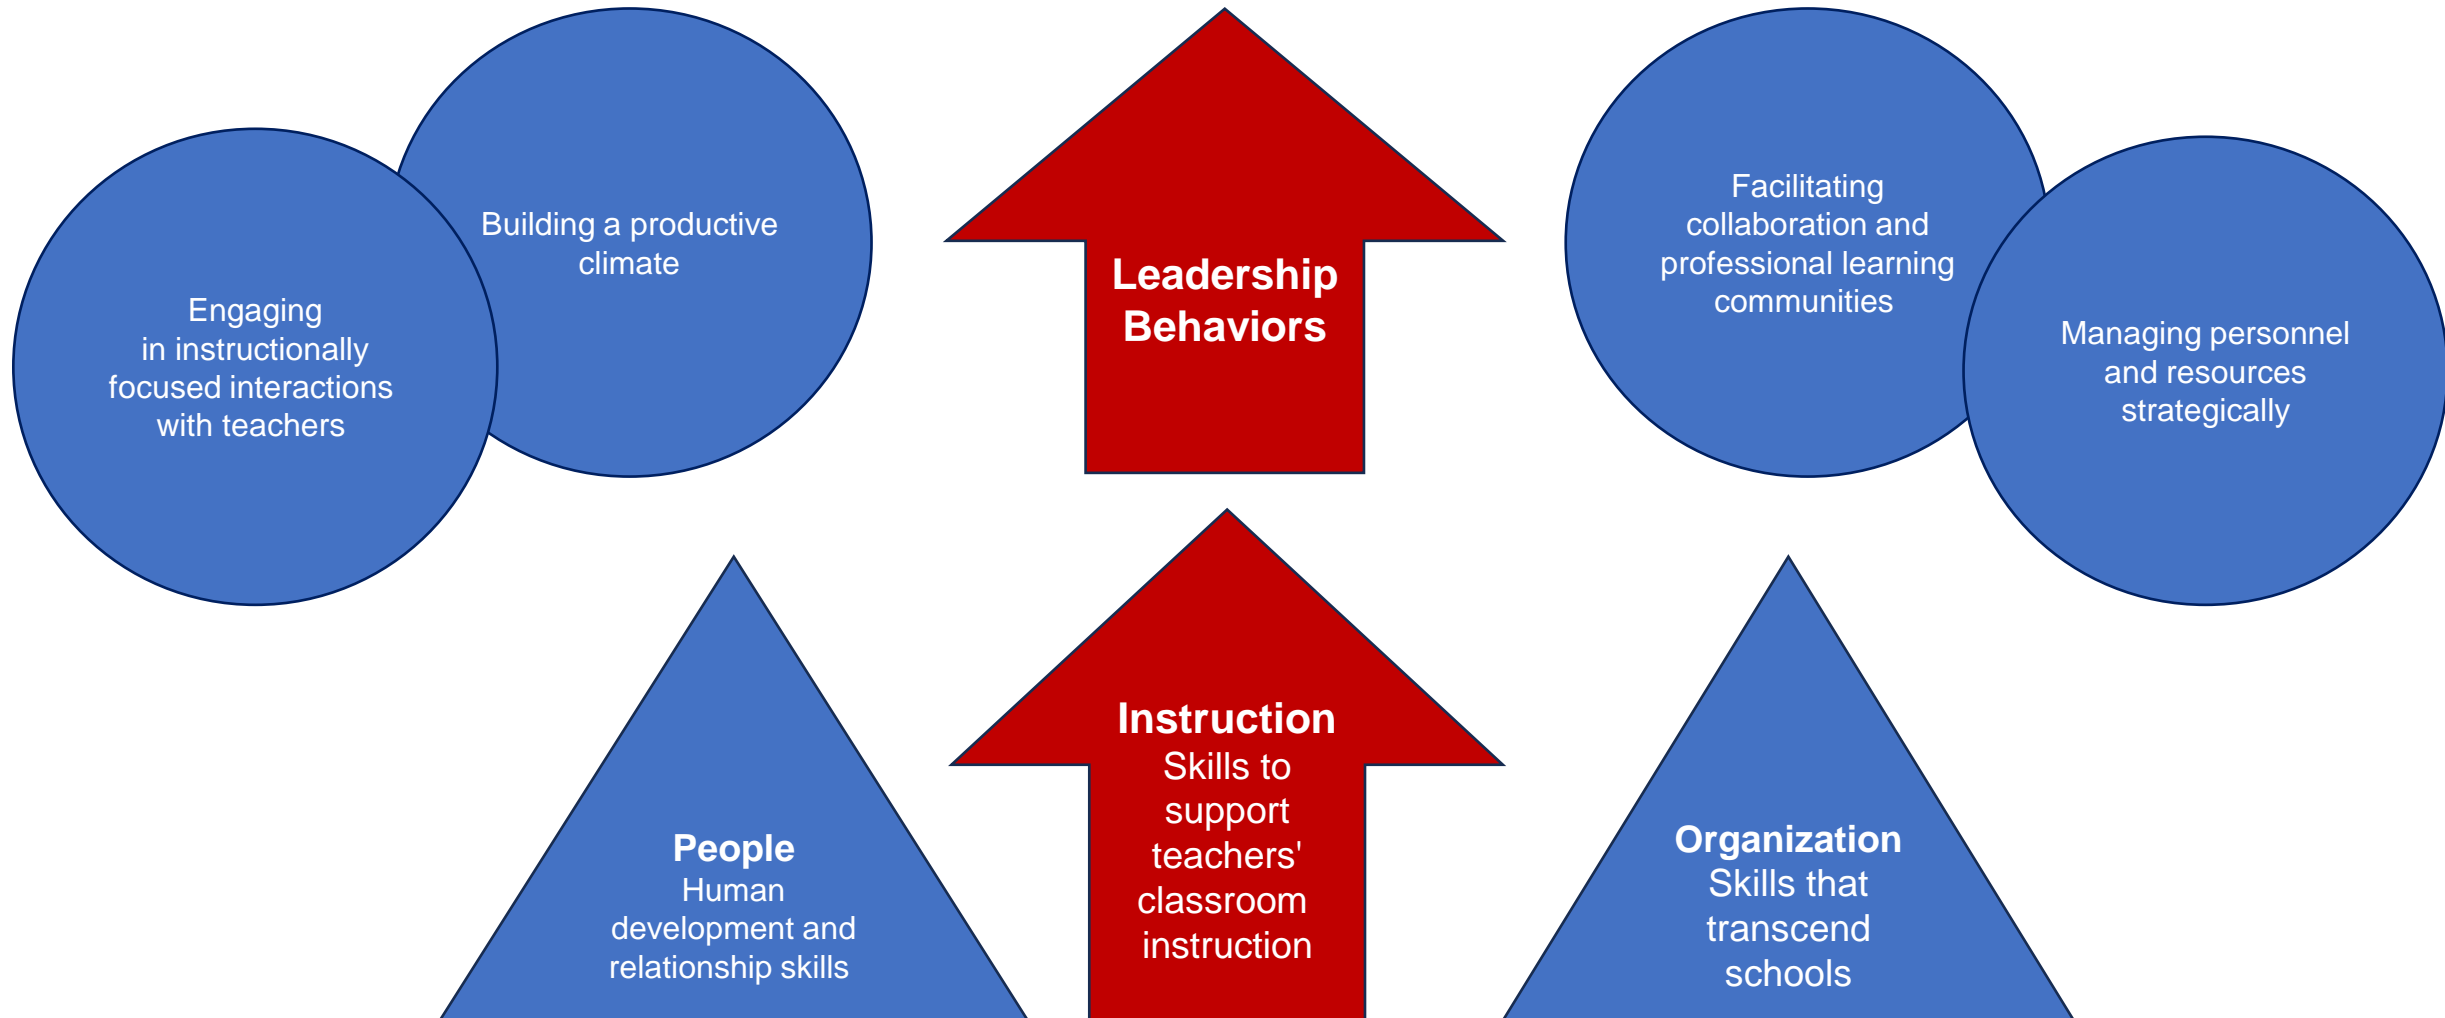 Engaging
in instructionally
focused interactions
with teachers
Building a productive
climate
Leadership
Behaviors
Facilitating
collaboration and
professional learning
communities
Managing personnel
and resources
strategically
People
Human
development and
relationship skills
Instruction
Skills to
support
teachers'
classroom
instruction
Organization
Skills that
transcend
schools